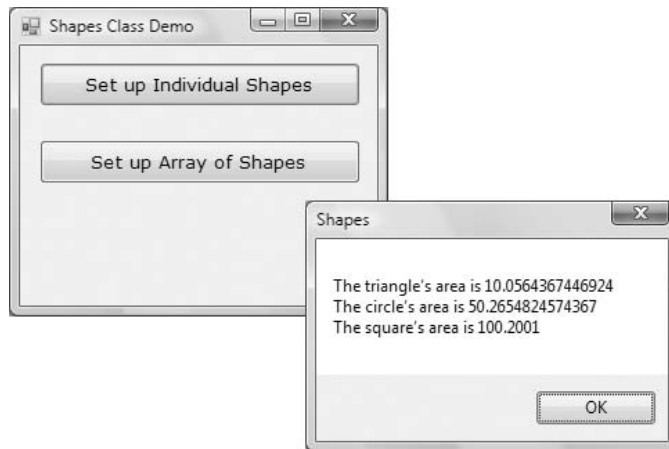 Shapes Class Demo
Set up Individual Shapes
Set up Array of Shapes
Shapes
The triangle's area is 10.0564367446924
The circle's area is 50.2654824574367
The square's area is 100.2001
OK